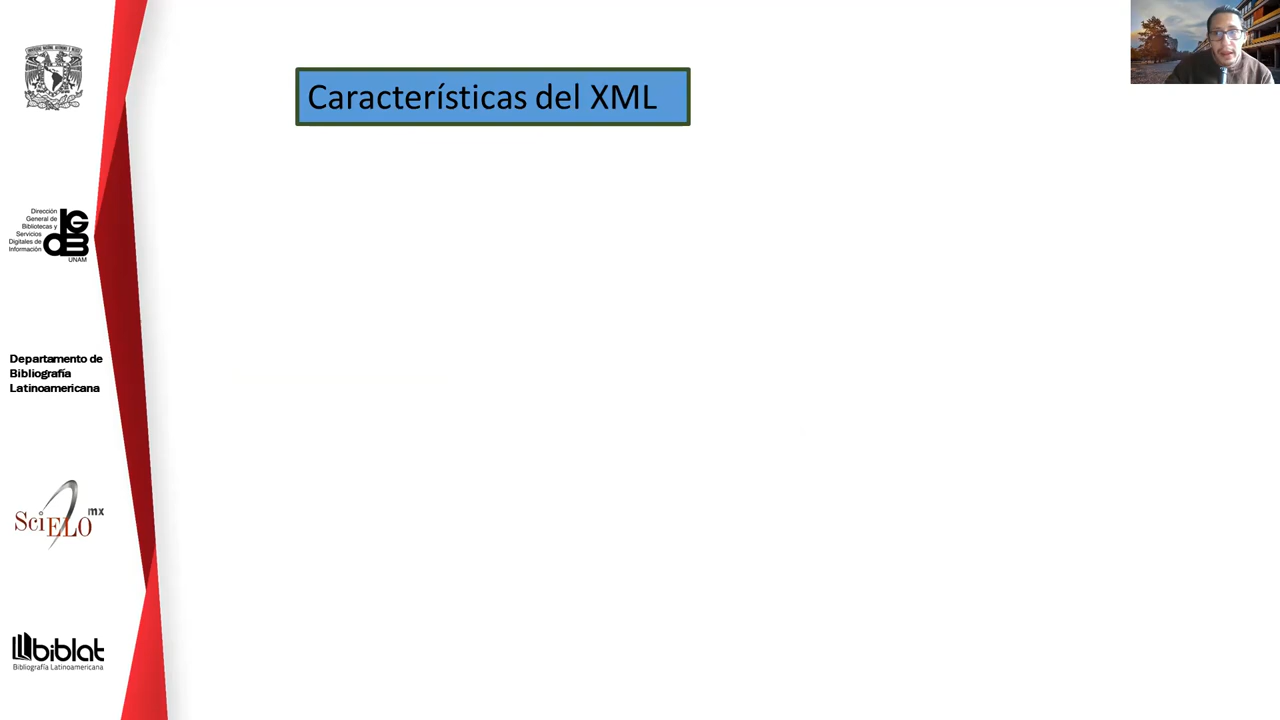 Características del XML
Dirección
General de
Bibliotecas y
Servicios
Digitales de
Información
DGB
UNAM
Departamento de
Bibliografía
Latinoamericana
SciELO mx
biblat
Bibliografía Latinoamericana